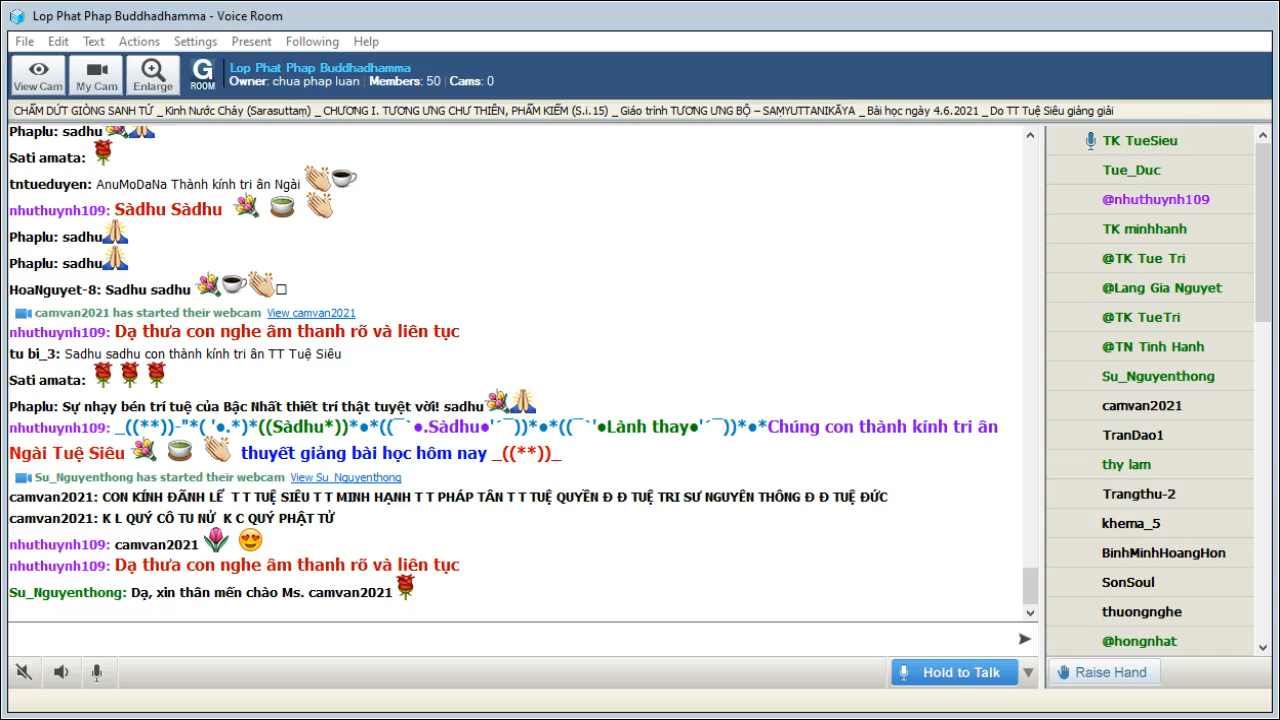 Lop Phat Phap Buddhadhamma - Voice Room
File Edit Text Actions Settings Present Following Help
View Cam My Cam Enlarge G ROOM
Lop Phat Phap Buddhadhamma
Owner: chua phap luan | Members: 50 | Cams: 0
CHẤM DỨT GIÒNG SANH TỬ _ Kinh Nước Chảy (Sarasuttaṃ) _ CHƯƠNG I. TƯƠNG ƯNG CHƯ THIÊN, PHẨM KIẾM (S.i.15) _ Giáo trình TƯƠNG ƯNG BỘ – SAṂYUTTANIKĀYA _ Bài học ngày 4.6.2021 _ Do TT Tuệ Siêu giảng giải
Phaplu: sadhu
Sati amata:
tntueduyen: AnuMoDaNa Thành kính tri ân Ngài
nhuthuynh109: Sàdhu Sàdhu
Phaplu: sadhu
Phaplu: sadhu
HoaNguyet-8: Sadhu sadhu
camvan2021 has started their webcam View camvan2021
nhuthuynh109: Dạ thưa con nghe âm thanh rõ và liên tục
tu bi_3: Sadhu sadhu con thành kính tri ân TT Tuệ Siêu
Sati amata:
Phaplu: Sự nhạy bén trí tuệ của Bậc Nhất thiết trí thật tuyệt vời! sadhu
nhuthuynh109: _((**))-"*( '●.*)*((Sàdhu*))*●*((¯`●.Sàdhu●'´¯))*●*((¯`'●Lành thay●'´¯))*●*Chúng con thành kính tri ân
Ngài Tuệ Siêu thuyết giảng bài học hôm nay _((**))_
Su_Nguyenthong has started their webcam View Su_Nguyenthong
camvan2021: CON KÍNH ĐÃNH LỄ T T TUỆ SIÊU T T MINH HẠNH T T PHÁP TÂN T T TUỆ QUYỀN Đ Đ TUỆ TRI SƯ NGUYÊN THÔNG Đ Đ TUỆ ĐỨC
camvan2021: K L QUÝ CÔ TU NỬ K C QUÝ PHẬT TỬ
nhuthuynh109: camvan2021
nhuthuynh109: Dạ thưa con nghe âm thanh rõ và liên tục
Su_Nguyenthong: Dạ, xin thân mến chào Ms. camvan2021
TK TueSieu
Tue_Duc
@nhuthuynh109
TK minhhanh
@TK Tue Tri
@Lang Gia Nguyet
@TK TueTri
@TN Tinh Hanh
Su_Nguyenthong
camvan2021
TranDao1
thy lam
Trangthu-2
khema_5
BinhMinhHoangHon
SonSoul
thuongnghe
@hongnhat
Hold to Talk
Raise Hand